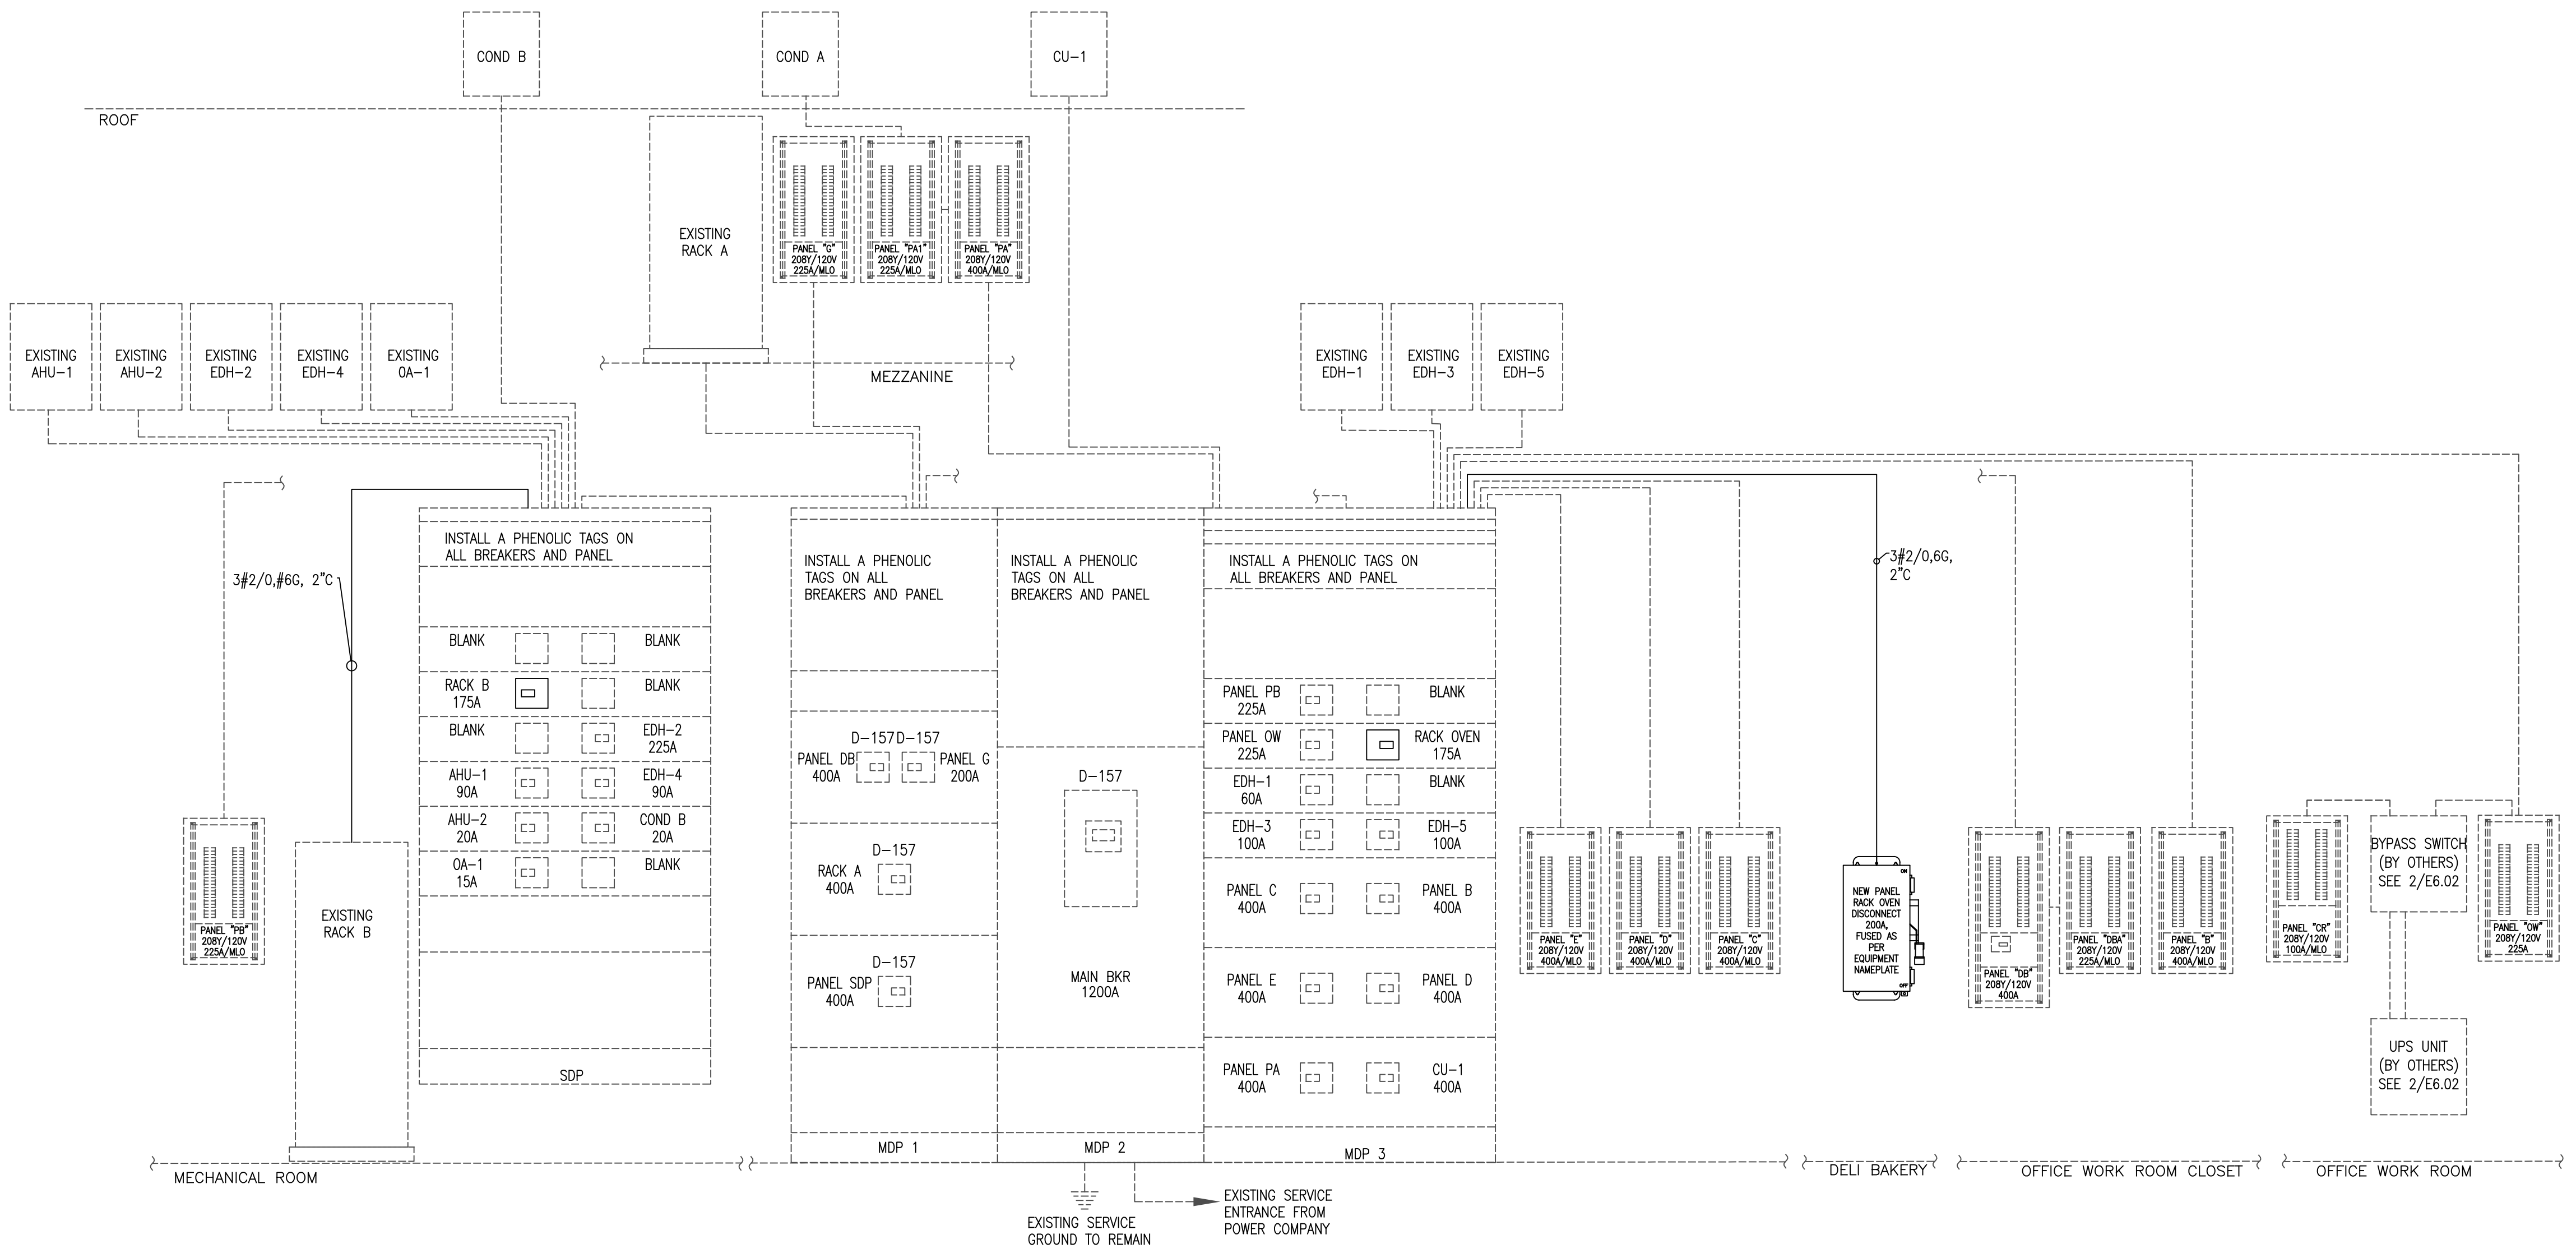 COND B
COND A
CU-1
ROOF
EXISTING
RACK A
PANEL "G"
208Y/120V
225A/MLO
PANEL "PA1"
208Y/120V
225A/MLO
PANEL "PA"
208Y/120V
400A/MLO
MEZZANINE
EXISTING
AHU-1
EXISTING
AHU-2
EXISTING
EDH-2
EXISTING
EDH-4
EXISTING
OA-1
EXISTING
EDH-1
EXISTING
EDH-3
EXISTING
EDH-5
3#2/0,#6G, 2"C
PANEL "PB"
208Y/120V
225A/MLO
EXISTING
RACK B
MECHANICAL ROOM
INSTALL A PHENOLIC TAGS ON
ALL BREAKERS AND PANEL
BLANK
BLANK
RACK B
175A
BLANK
BLANK
EDH-2
225A
AHU-1
90A
EDH-4
90A
AHU-2
20A
COND B
20A
OA-1
15A
BLANK
SDP
INSTALL A PHENOLIC
TAGS ON ALL
BREAKERS AND PANEL
D-157
D-157
PANEL DB
400A
PANEL G
200A
D-157
RACK A
400A
D-157
PANEL SDP
400A
MDP 1
INSTALL A PHENOLIC
TAGS ON ALL
BREAKERS AND PANEL
D-157
MAIN BKR
1200A
MDP 2
INSTALL A PHENOLIC TAGS ON
ALL BREAKERS AND PANEL
PANEL PB
225A
BLANK
PANEL OW
225A
RACK OVEN
175A
EDH-1
60A
BLANK
EDH-3
100A
EDH-5
100A
PANEL C
400A
PANEL B
400A
PANEL E
400A
PANEL D
400A
PANEL PA
400A
CU-1
400A
MDP 3
EXISTING SERVICE
GROUND TO REMAIN
EXISTING SERVICE
ENTRANCE FROM
POWER COMPANY
PANEL "E"
208Y/120V
400A/MLO
PANEL "D"
208Y/120V
400A/MLO
PANEL "C"
208Y/120V
400A/MLO
3#2/0,6G,
2"C
ON
NEW PANEL
RACK OVEN
DISCONNECT
200A,
FUSED AS
PER
EQUIPMENT
NAMEPLATE
OFF
DELI BAKERY
PANEL "DB"
208Y/120V
400A
PANEL "DBA"
208Y/120V
225A/MLO
PANEL "B"
208Y/120V
400A/MLO
OFFICE WORK ROOM CLOSET
PANEL "CR"
208Y/120V
100A/MLO
BYPASS SWITCH
(BY OTHERS)
SEE 2/E6.02
PANEL "OW"
208Y/120V
225A
UPS UNIT
(BY OTHERS)
SEE 2/E6.02
OFFICE WORK ROOM